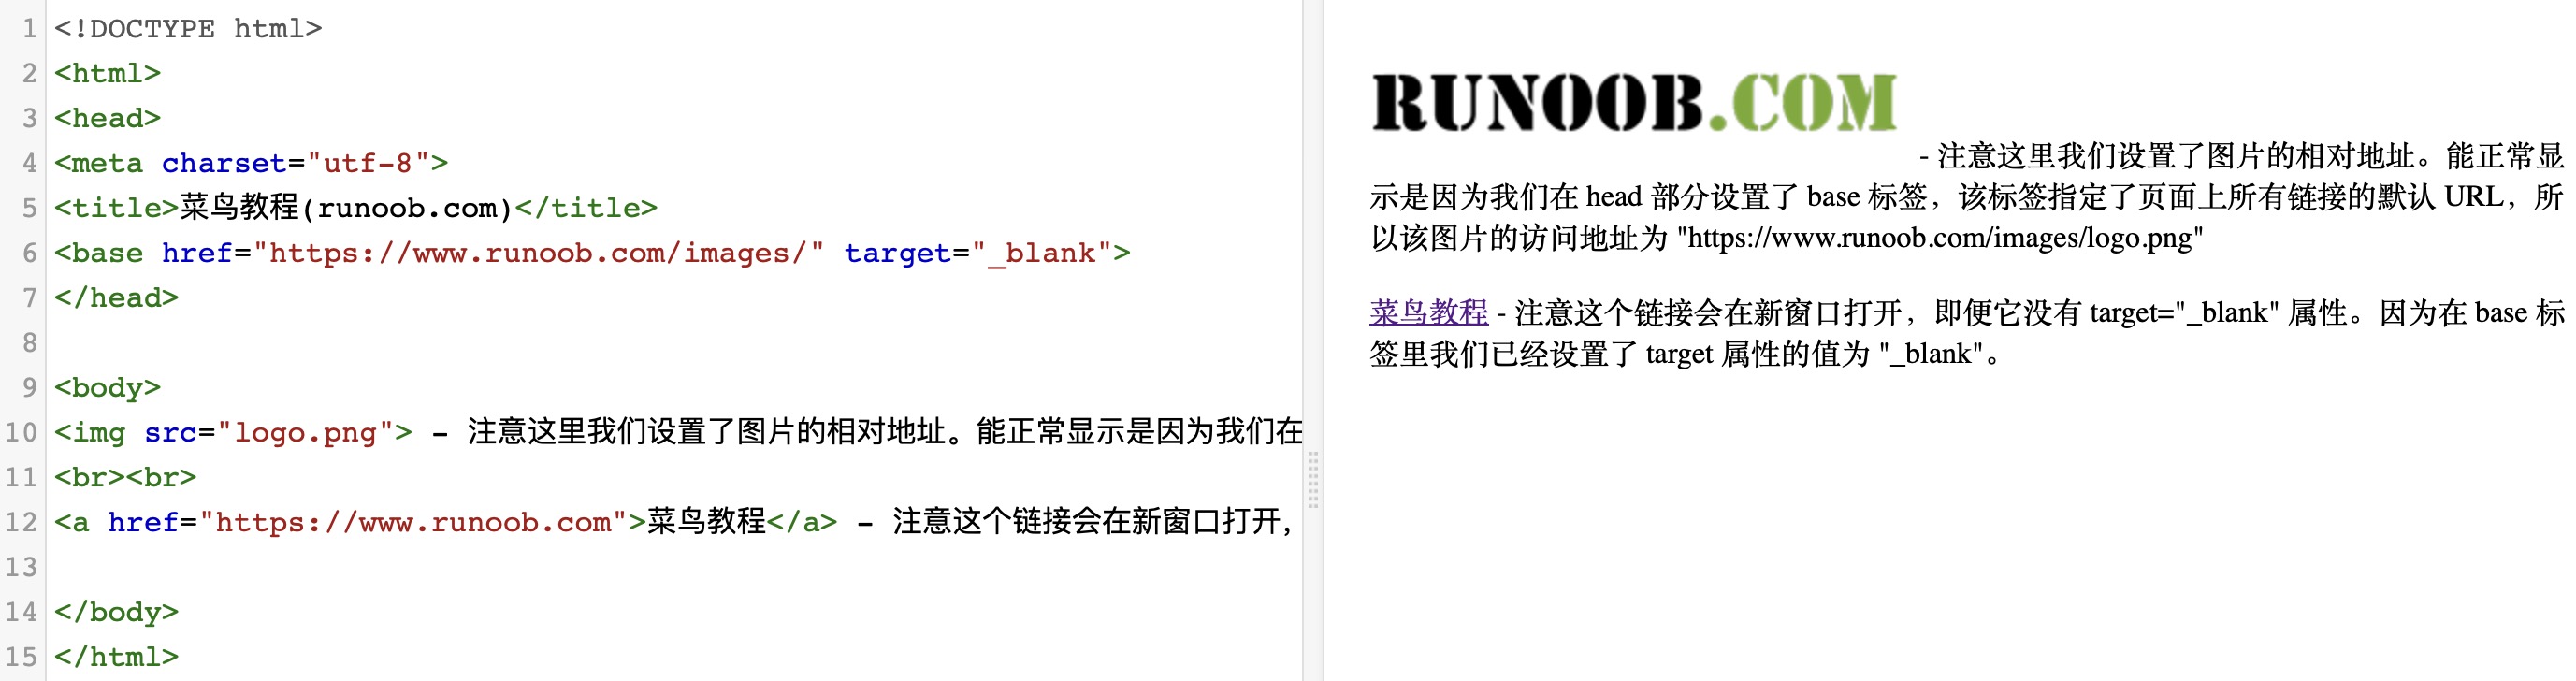 1 <!DOCTYPE html>
2 <html>
3 <head>
4 <meta charset="utf-8">
5 <title>菜鸟教程(runoob.com)</title>
6 <base href="https://www.runoob.com/images/" target="_blank">
7 </head>
8
9 <body>
10 <img src="logo.png"> - 注意这里我们设置了图片的相对地址。能正常显示是因为我们在
11 <br><br>
12 <a href="https://www.runoob.com">菜鸟教程</a> - 注意这个链接会在新窗口打开,
13
14 </body>
15 </html>
RUNOOB.COM
- 注意这里我们设置了图片的相对地址。能正常显
示是因为我们在 head 部分设置了 base 标签，该标签指定了页面上所有链接的默认 URL，所
以该图片的访问地址为 "https://www.runoob.com/images/logo.png"
菜鸟教程 - 注意这个链接会在新窗口打开，即便它没有 target="_blank" 属性。因为在 base 标
签里我们已经设置了 target 属性的值为 "_blank"。